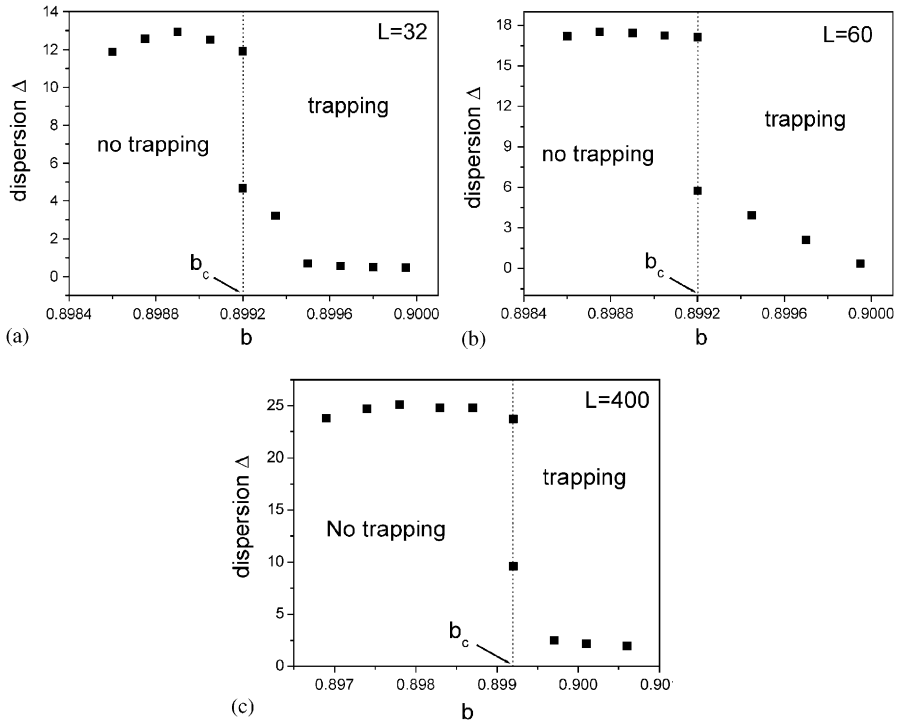 L=32
14
12
10
8
6
4
2
0
dispersion Δ
no trapping
trapping
bc
0.8984 0.8988 0.8992 0.8996 0.9000
b
(a)
L=60
18
15
12
9
6
3
0
dispersion Δ
no trapping
trapping
bc
0.8984 0.8988 0.8992 0.8996 0.9000
b
(b)
L=400
25
20
15
10
5
0
dispersion Δ
No trapping
trapping
bc
0.897 0.898 0.899 0.900
b
(c)